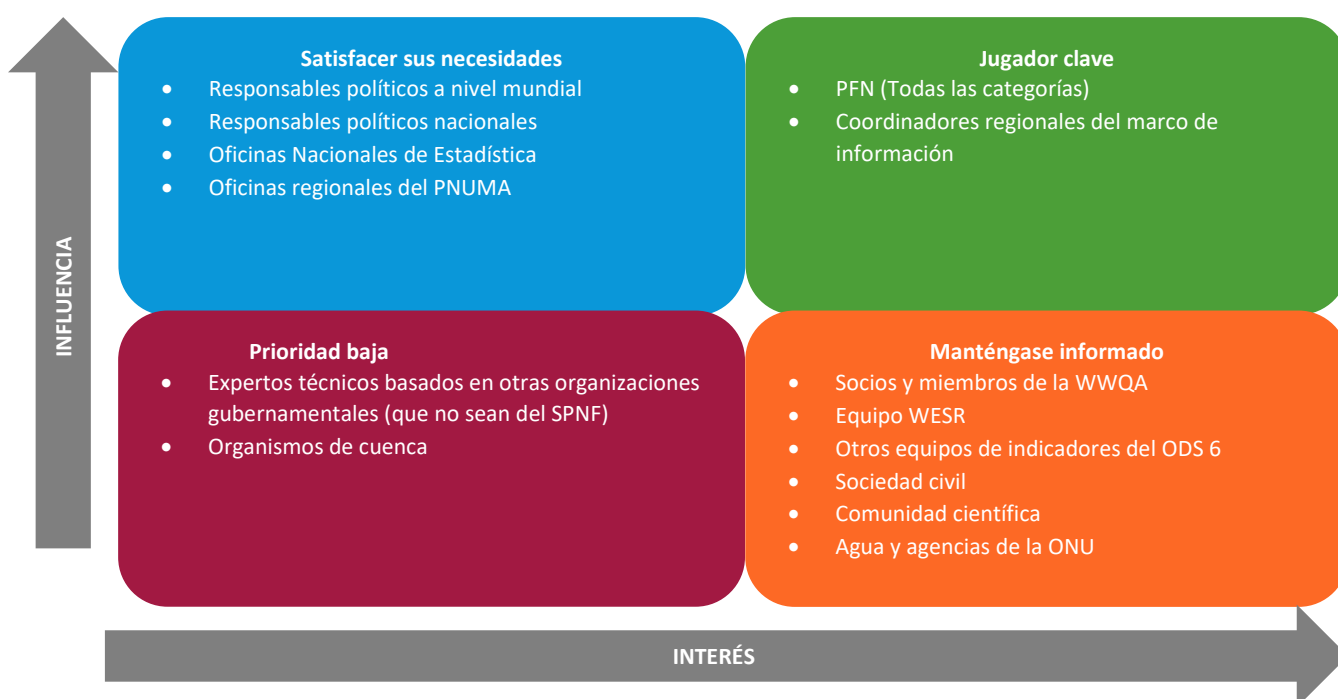 Satisfacer sus necesidades
• Responsables políticos a nivel mundial
• Responsables políticos nacionales
• Oficinas Nacionales de Estadística
• Oficinas regionales del PNUMA
Jugador clave
• PFN (Todas las categorías)
• Coordinadores regionales del marco de
información
INFLUENCIA
Prioridad baja
• Expertos técnicos basados en otras organizaciones
gubernamentales (que no sean del SPNF)
• Organismos de cuenca
Manténgase informado
• Socios y miembros de la WWQA
• Equipo WESR
• Otros equipos de indicadores del ODS 6
• Sociedad civil
• Comunidad científica
• Agua y agencias de la ONU
INTERÉS